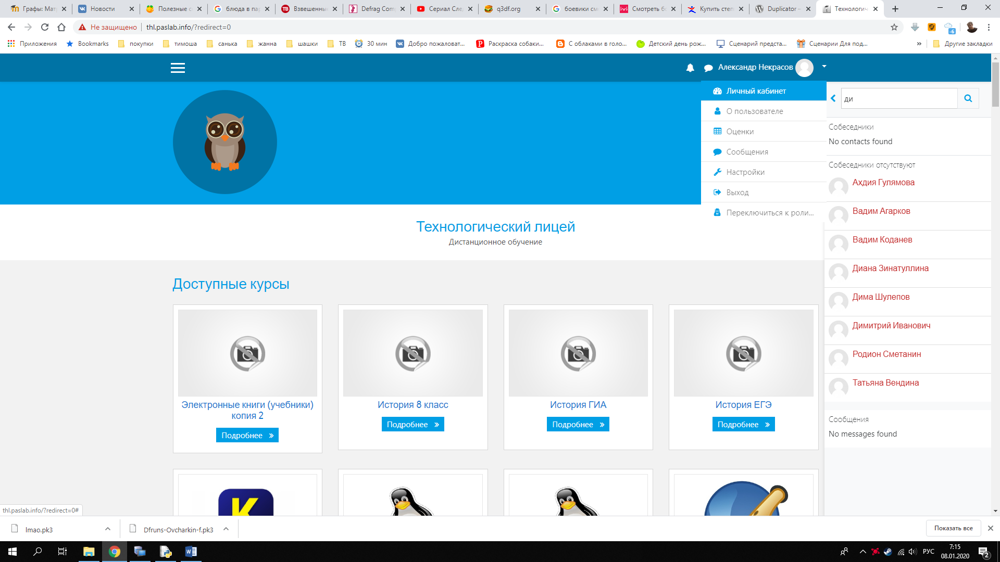 Графы: Мат
Новости
Полезные с
блюда в па
Взвешенны
Defrag Com
Сериал Сле
q3df.org
боевики см
Смотреть б
Купить степ
Duplicator –
Технологич
Не защищено
thl.paslab.info/?redirect=0
-6
Приложения
Bookmarks
покупки
тимоша
санька
жанна
шашки
ТВ
30 мин
Добро пожаловат...
Раскраска собаки...
С облаками в голо...
Детский день рож...
Сценарий предста...
Сценарии Для под...
»
Другие закладки
Александр Некрасов
Личный кабинет
О пользователе
Оценки
Сообщения
Настройки
Выход
Переключиться к роли...
ди
Собеседники
No contacts found
Собеседники отсутствуют
Ахдия Гулямова
Вадим Агарков
Вадим Коданев
Диана Зинатуллина
Дима Шулепов
Димитрий Иванович
Родион Сметанин
Татьяна Вендина
Сообщения
No messages found
Технологический лицей
Дистанционное обучение
Доступные курсы
Электронные книги (учебники)
копия 2
Подробнее »
История 8 класс
Подробнее »
История ГИА
Подробнее »
История ЕГЭ
Подробнее »
К
thl.paslab.info/?redirect=0#
lmao.pk3
Dfruns-Ovcharkin-f.pk3
Показать все
РУС
7:15
08.01.2020
2